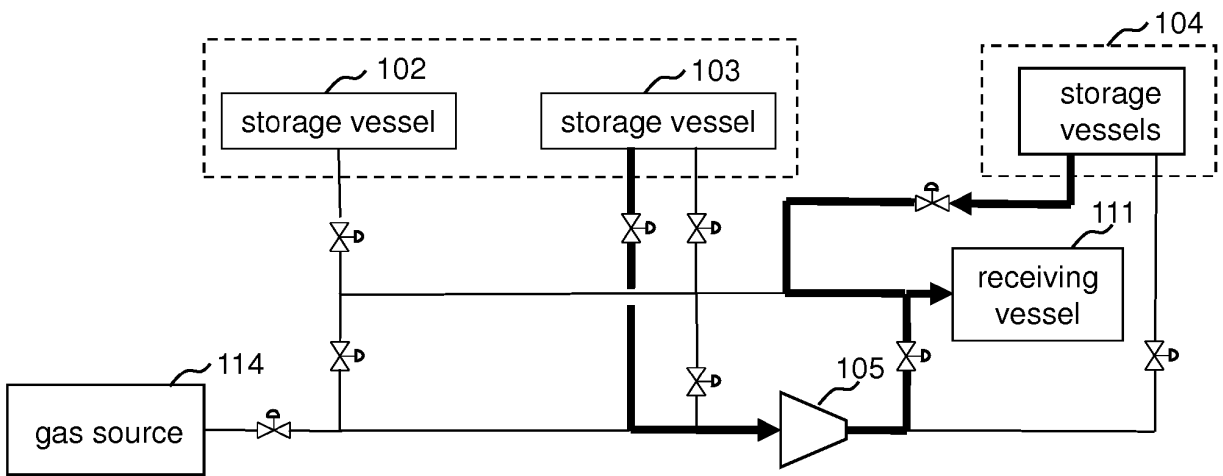 104
102
103
storage vessel
storage vessel
storage
vessels
111
receiving
vessel
114
105
gas source